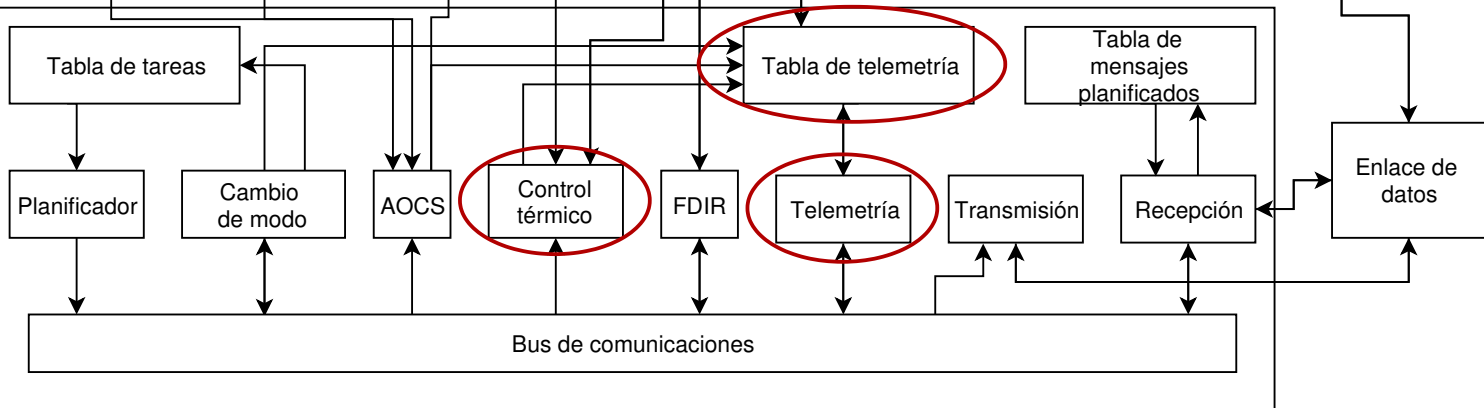 Tabla de tareas
Tabla de telemetría
Tabla de
mensajes
planificados
Planificador
Cambio
de modo
AOCS
Control
térmico
FDIR
Telemetría
Transmisión
Recepción
Enlace de
datos
Bus de comunicaciones